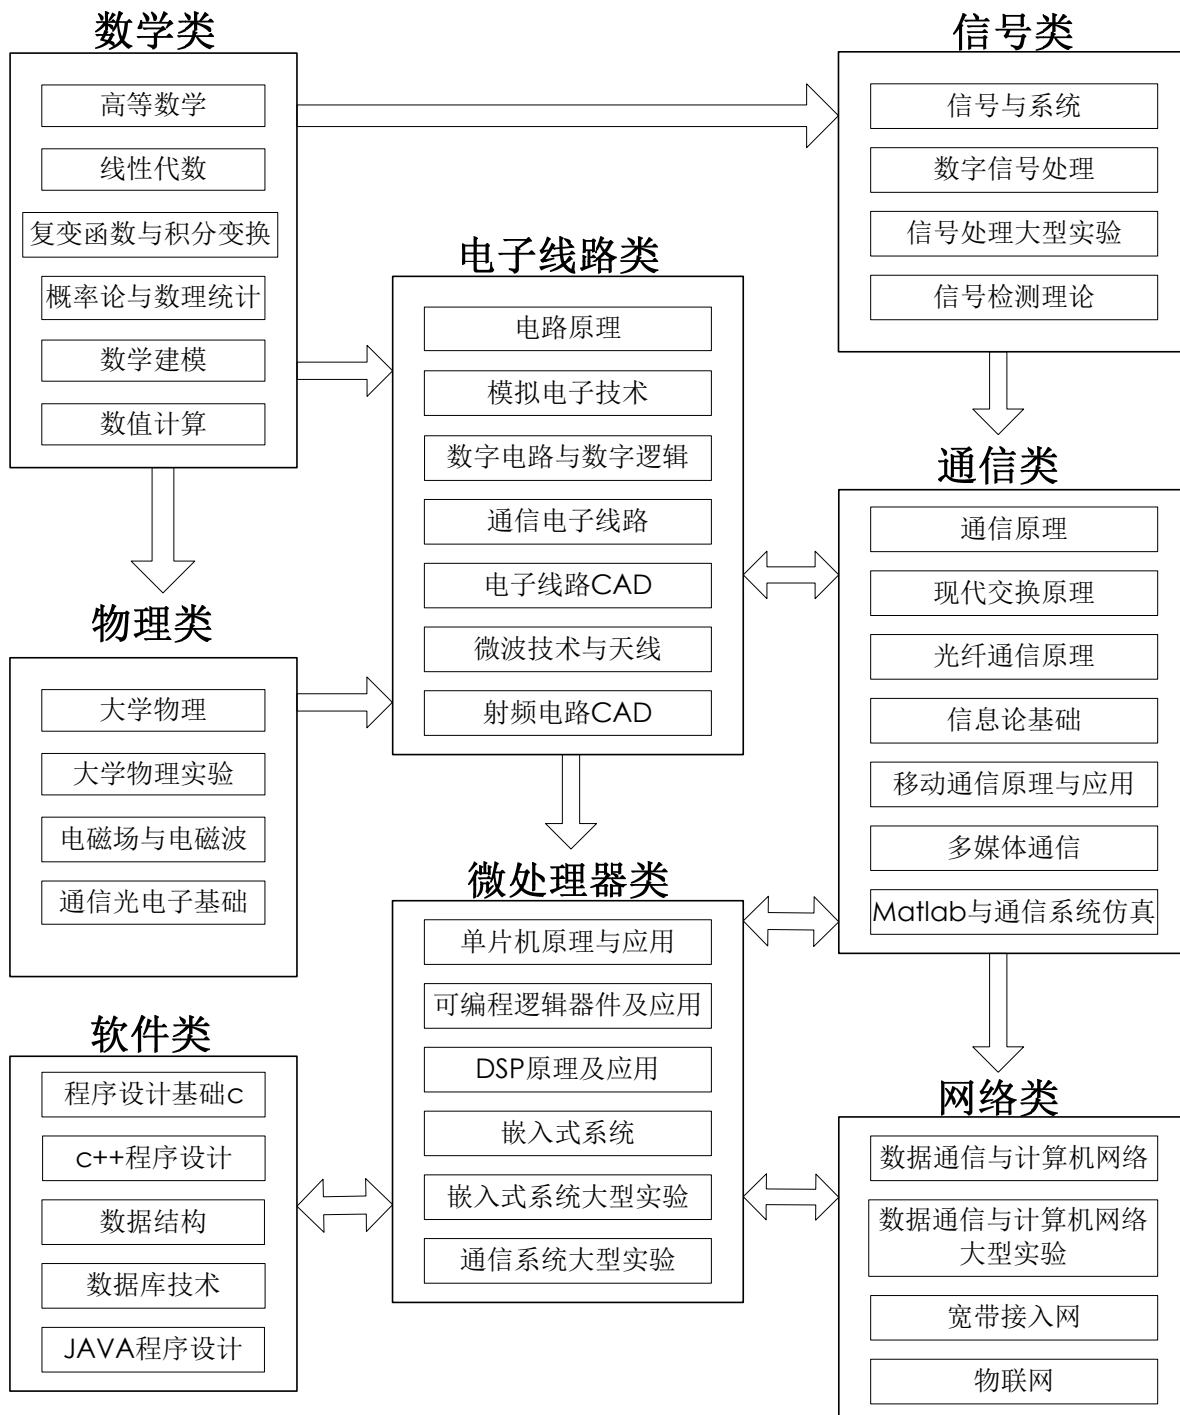 数学类
高等数学
线性代数
复变函数与积分变换
概率论与数理统计
数学建模
数值计算
物理类
大学物理
大学物理实验
电磁场与电磁波
通信光电子基础
软件类
程序设计基础c
c++程序设计
数据结构
数据库技术
JAVA程序设计
电子线路类
电路原理
模拟电子技术
数字电路与数字逻辑
通信电子线路
电子线路CAD
微波技术与天线
射频电路CAD
微处理器类
单片机原理与应用
可编程逻辑器件及应用
DSP原理及应用
嵌入式系统
嵌入式系统大型实验
通信系统大型实验
信号类
信号与系统
数字信号处理
信号处理大型实验
信号检测理论
通信类
通信原理
现代交换原理
光纤通信原理
信息论基础
移动通信原理与应用
多媒体通信
Matlab与通信系统仿真
网络类
数据通信与计算机网络
数据通信与计算机网络
大型实验
宽带接入网
物联网